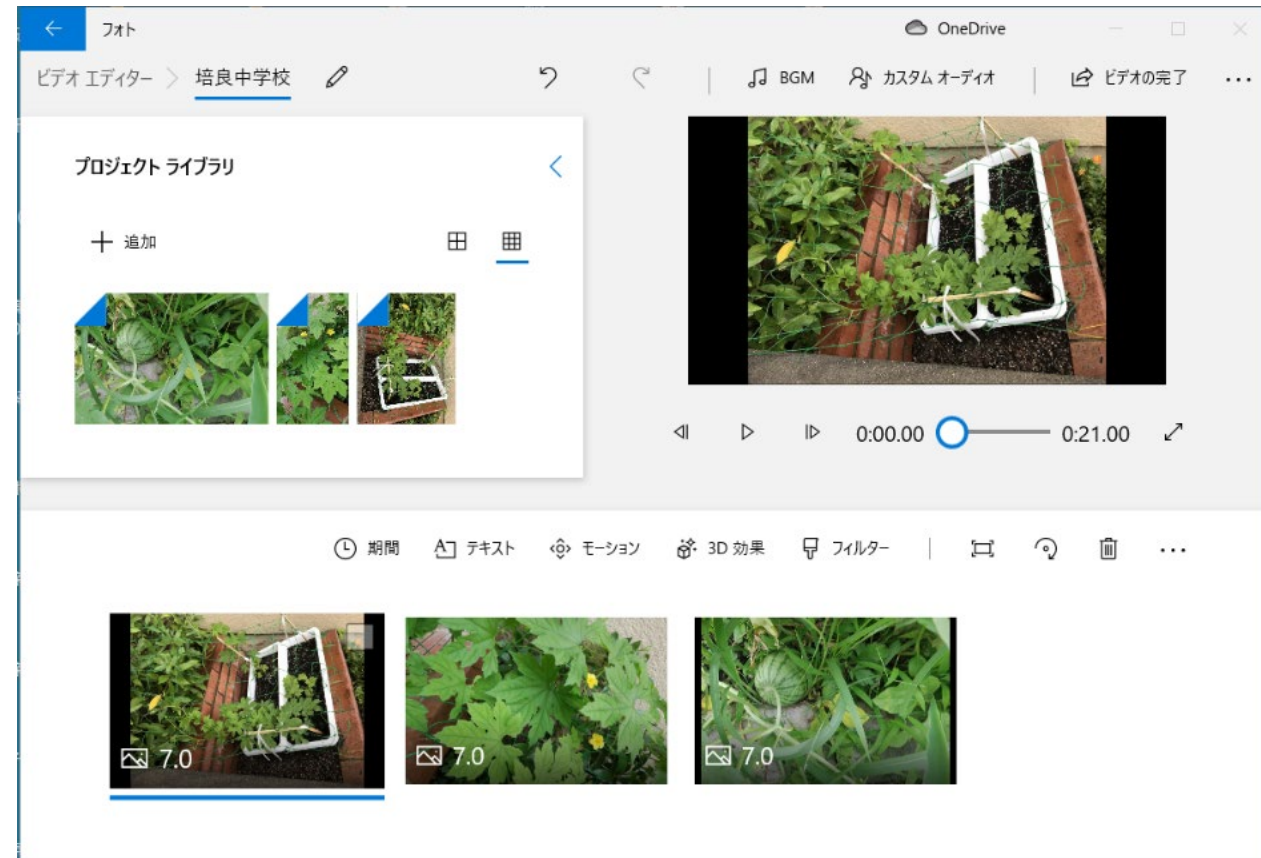 フォト
OneDrive
ビデオ エディター > 培良中学校
BGM
カスタム オーディオ
ビデオの完了
プロジェクト ライブラリ
追加
0:00.00
0:21.00
期間
テキスト
モーション
3D 効果
フィルター
7.0
7.0
7.0